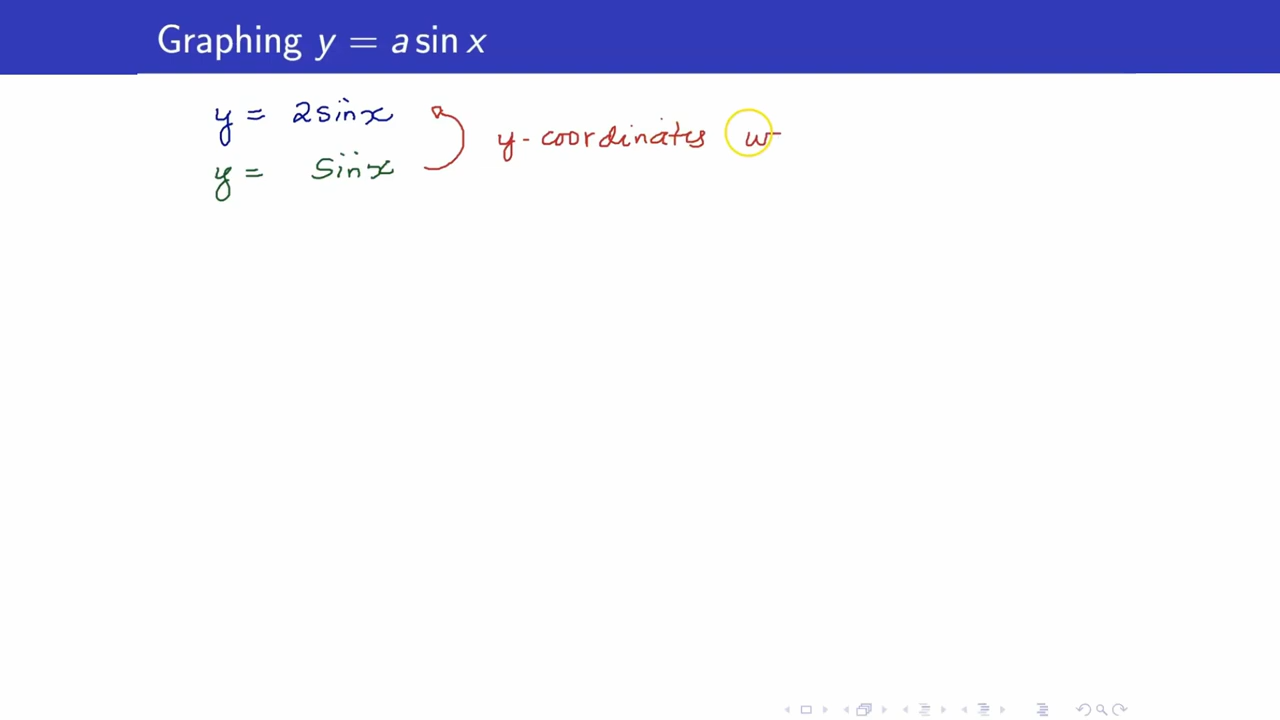 Graphing y = a sin x
y = 2sinx
y-coordinates w
y = sinx